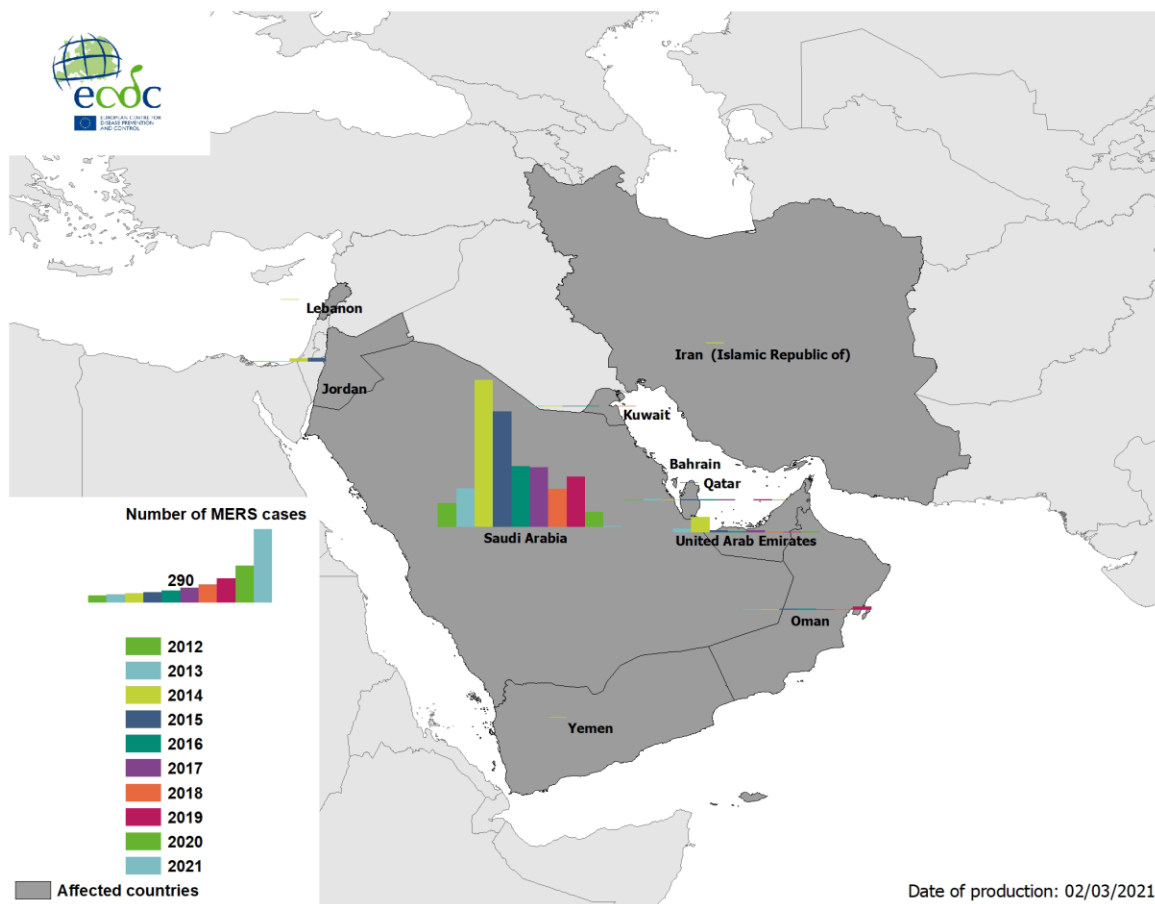 ecdc
EUROPEAN CENTRE FOR
DISEASE PREVENTION
AND CONTROL
Lebanon
Iran (Islamic Republic of)
Jordan
Kuwait
Bahrain
Qatar
Saudi Arabia
United Arab Emirates
Oman
Yemen
Number of MERS cases
290
2012
2013
2014
2015
2016
2017
2018
2019
2020
2021
Affected countries
Date of production: 02/03/2021